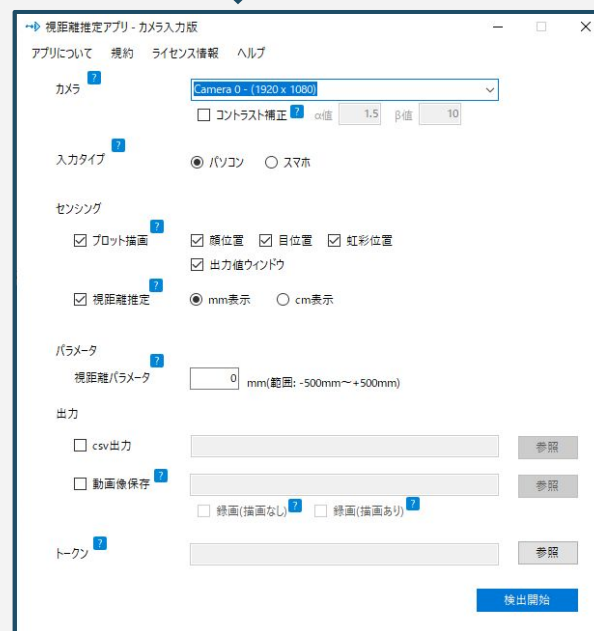 視距離推定アプリ - カメラ入力版
アプリについて 規約 ライセンス情報 ヘルプ
カメラ ? Camera 0 - (1920 x 1080)
コントラスト補正 ? α値 1.5 β値 10
入力タイプ ? パソコン スマホ
センシング
プロット描画 ? 顔位置 目位置 虹彩位置
出力値ウィンドウ
視距離推定 ? mm表示 cm表示
パラメータ
視距離パラメータ ? 0 mm(範囲: -500mm～+500mm)
出力
csv出力 参照
動画像保存 ? 参照
録画(描画なし) ? 録画(描画あり) ?
トークン ? 参照
検出開始